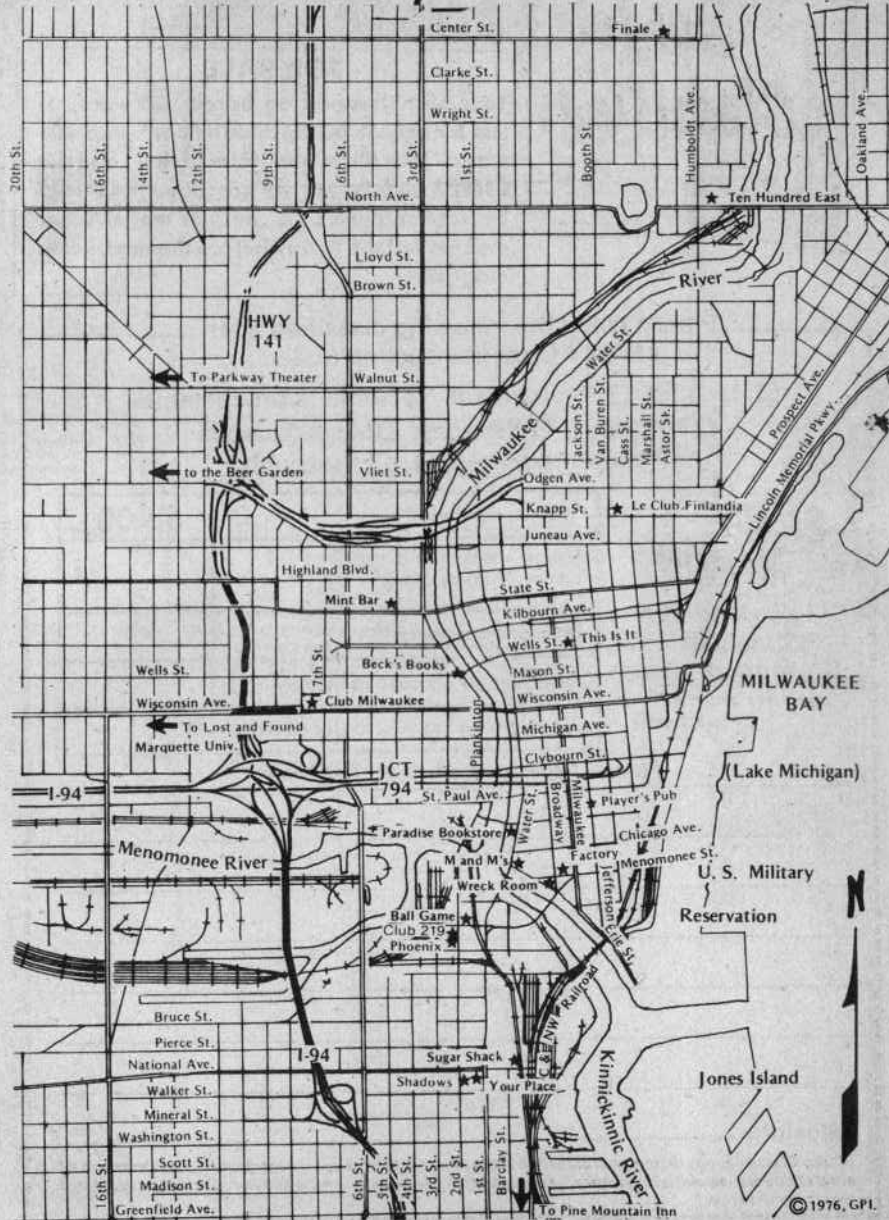 Center St.
Finale
Clarke St.
Wright St.
20th St.
16th St.
14th St.
12th St.
9th St.
6th St.
3rd St.
1st St.
Booth St.
Humboldt Ave.
Oakland Ave.
North Ave.
Ten Hundred East
Lloyd St.
Brown St.
River
HWY
141
Water St.
To Parkway Theater
Walnut St.
Jackson St.
Van Buren St.
Cass St.
Marshall St.
Astor St.
Prospect Ave.
Lincoln Memorial Pkwy.
Milwaukee
to the Beer Garden
Vliet St.
Odgen Ave.
Knapp St.
Le Club Finlandia
Juneau Ave.
Highland Blvd.
State St.
Mint Bar
Kilbourn Ave.
Wells St.
This Is It
7th St.
Beck's Books
Wells St.
Mason St.
Wisconsin Ave.
Club Milwaukee
Wisconsin Ave.
MILWAUKEE
BAY
To Lost and Found
Plankinton
Michigan Ave.
Marquette Univ.
Clybourn St.
JCT
794
(Lake Michigan)
I-94
St. Paul Ave.
Water St.
Broadway
Milwaukee
Player's Pub
Paradise Bookstore
Chicago Ave.
Menomonee River
M and M's
Factory
Menomonee St.
Wreck Room
Jefferson
Erie St.
U. S. Military
Reservation
N
Ball Game
Club 219
Phoenix
Bruce St.
C & E NW Railroad
Pierce St.
I-94
National Ave.
Sugar Shack
Kinnickinnic River
Jones Island
Walker St.
Shadows
Your Place
Mineral St.
Washington St.
Scott St.
Madison St.
Greenfield Ave.
16th St.
6th St.
5th St.
4th St.
3rd St.
2nd St.
1st St.
Barclay St.
To Pine Mountain Inn
© 1976, GPI.